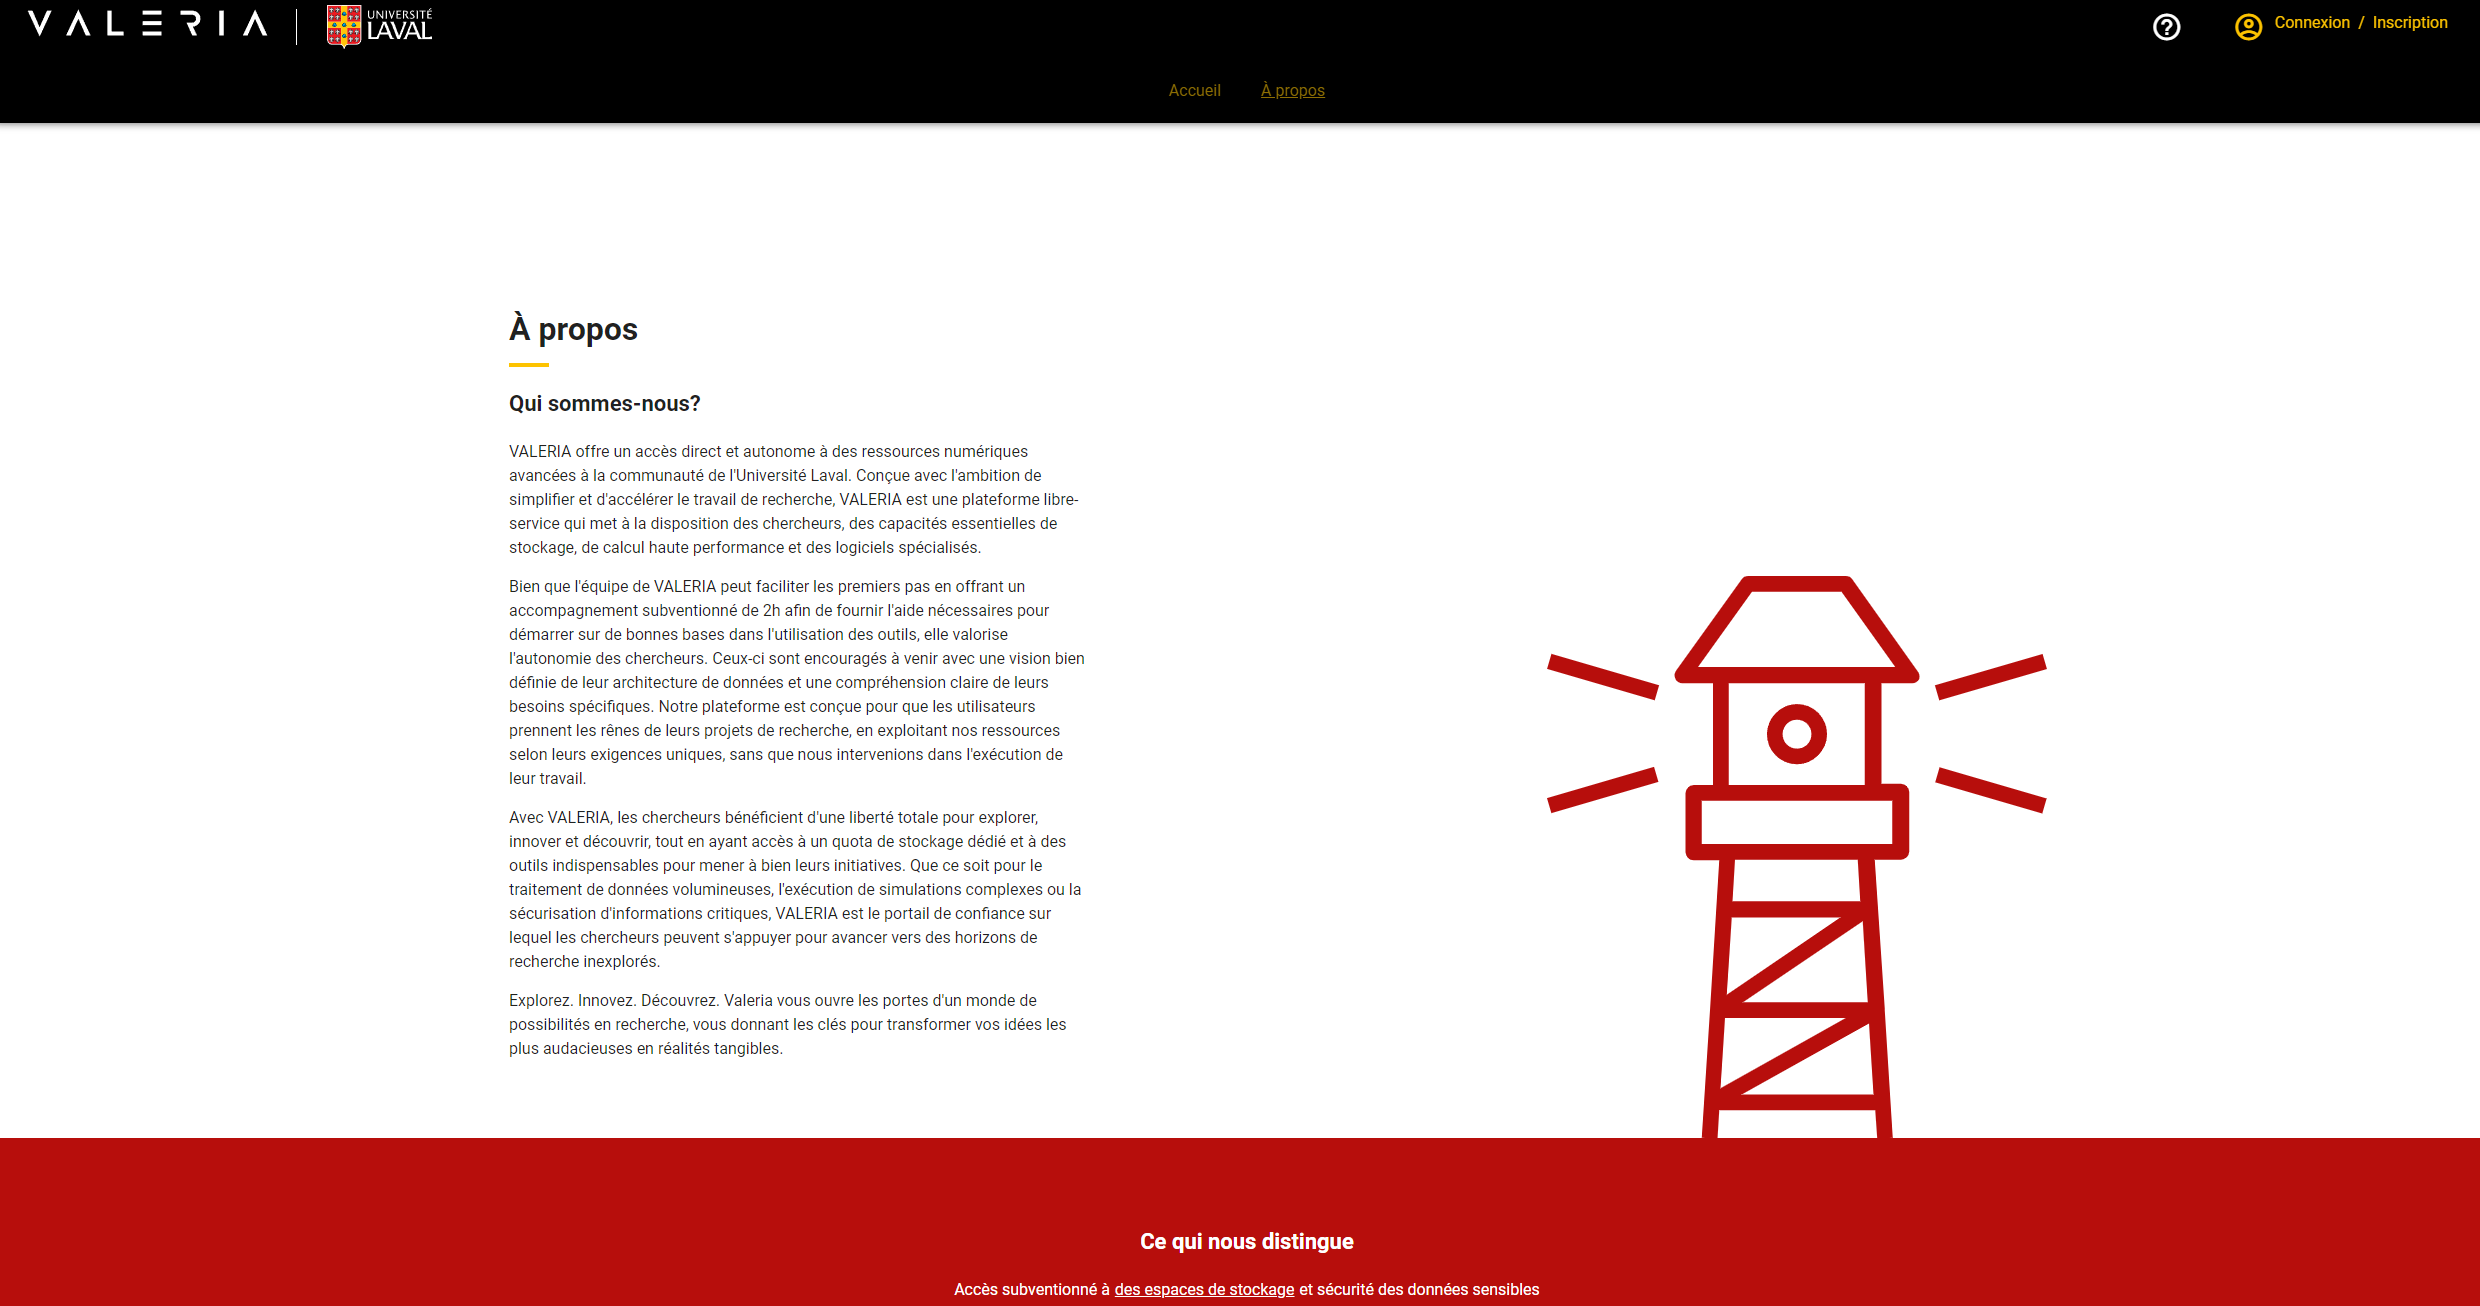 VALERIA
UNIVERSITÉ
LAVAL
Connexion / Inscription
Accueil
À propos
À propos
Qui sommes-nous?
VALERIA offre un accès direct et autonome à des ressources numériques
avancées à la communauté de l'Université Laval. Conçue avec l'ambition de
simplifier et d'accélérer le travail de recherche, VALERIA est une plateforme libre-
service qui met à la disposition des chercheurs, des capacités essentielles de
stockage, de calcul haute performance et des logiciels spécialisés.
Bien que l'équipe de VALERIA peut faciliter les premiers pas en offrant un
accompagnement subventionné de 2h afin de fournir l'aide nécessaires pour
démarrer sur de bonnes bases dans l'utilisation des outils, elle valorise
l'autonomie des chercheurs. Ceux-ci sont encouragés à venir avec une vision bien
définie de leur architecture de données et une compréhension claire de leurs
besoins spécifiques. Notre plateforme est conçue pour que les utilisateurs
prennent les rênes de leurs projets de recherche, en exploitant nos ressources
selon leurs exigences uniques, sans que nous intervenions dans l'exécution de
leur travail.
Avec VALERIA, les chercheurs bénéficient d'une liberté totale pour explorer,
innover et découvrir, tout en ayant accès à un quota de stockage dédié et à des
outils indispensables pour mener à bien leurs initiatives. Que ce soit pour le
traitement de données volumineuses, l'exécution de simulations complexes ou la
sécurisation d'informations critiques, VALERIA est le portail de confiance sur
lequel les chercheurs peuvent s'appuyer pour avancer vers des horizons de
recherche inexplorés.
Explorez. Innovez. Découvrez. Valeria vous ouvre les portes d'un monde de
possibilités en recherche, vous donnant les clés pour transformer vos idées les
plus audacieuses en réalités tangibles.
Ce qui nous distingue
Accès subventionné à des espaces de stockage et sécurité des données sensibles